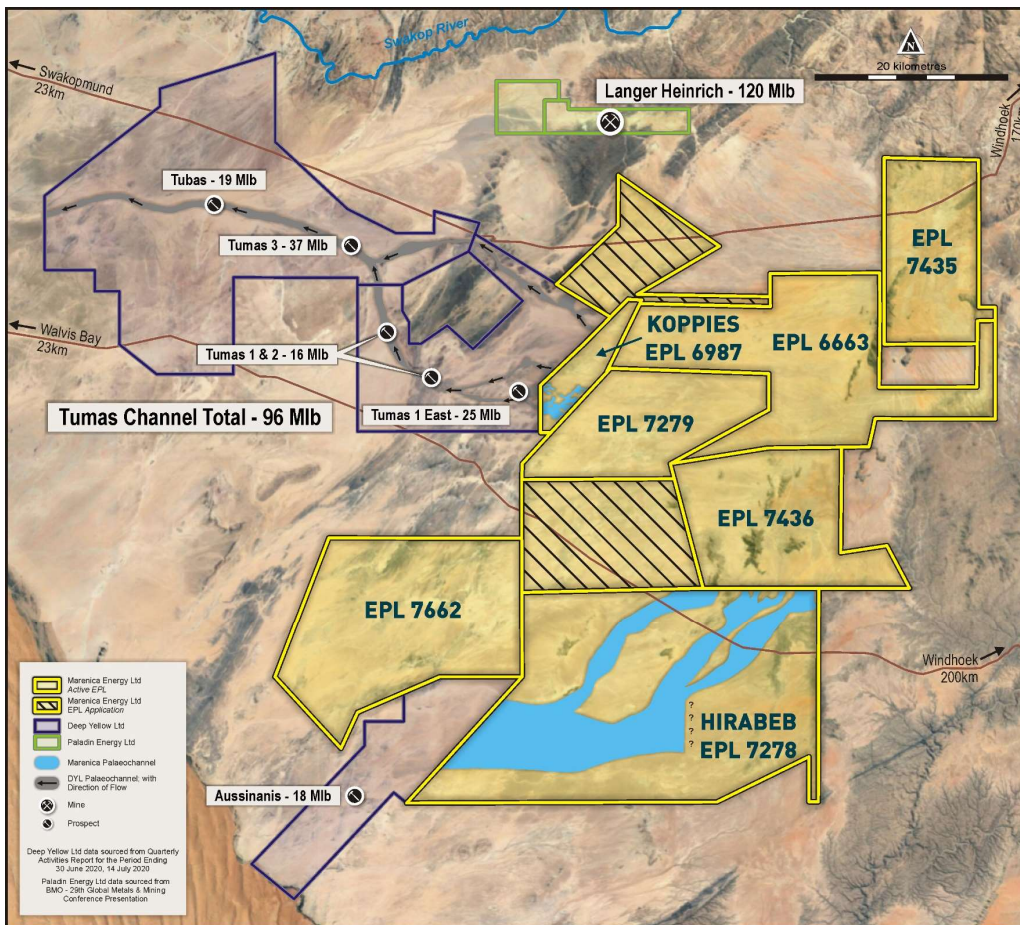 Swakop River
N
20 kilometres
Swakopmund
23km
Langer Heinrich - 120 Mlb
Windhoek
170km
Tubas - 19 Mlb
Tumas 3 - 37 Mlb
EPL
7435
Walvis Bay
23km
KOPPIES
EPL 6987
EPL 6663
Tumas 1 & 2 - 16 Mlb
Tumas 1 East - 25 Mlb
Tumas Channel Total - 96 Mlb
EPL 7279
EPL 7436
EPL 7662
Windhoek
200km
? 
?
?
?
HIRABEB
EPL 7278
Aussinanis - 18 Mlb
Marenica Energy Ltd
Active EPL
Marenica Energy Ltd
EPL Application
Deep Yellow Ltd
Paladin Energy Ltd
Marenica Palaeochannel
DYL Palaeochannel; with
Direction of Flow
Mine
Prospect
Deep Yellow Ltd data sourced from Quarterly
Activities Report for the Period Ending
30 June 2020, 14 July 2020
Paladin Energy Ltd data sourced from
BMO - 29th Global Metals & Mining
Conference Presentation